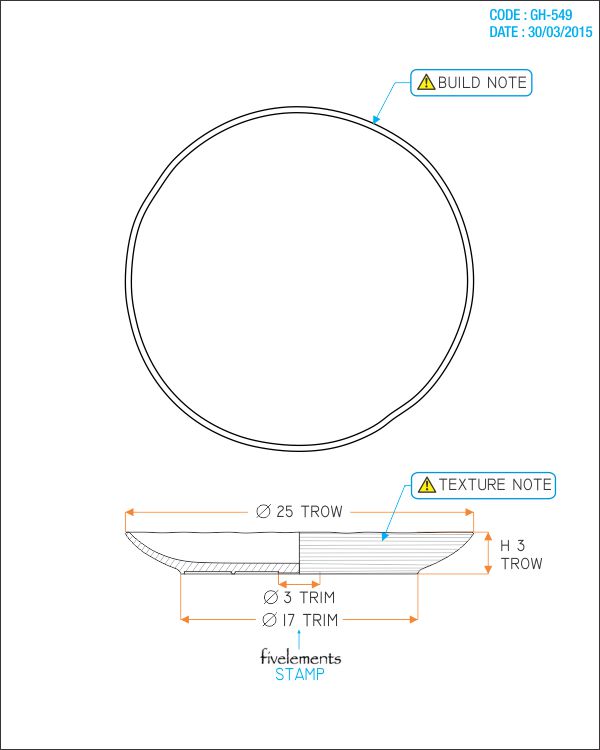 CODE : GH-549
DATE : 30/03/2015
BUILD NOTE
TEXTURE NOTE
Ø 25 TROW
H 3
TROW
Ø 3 TRIM
Ø 17 TRIM
fivelements
STAMP